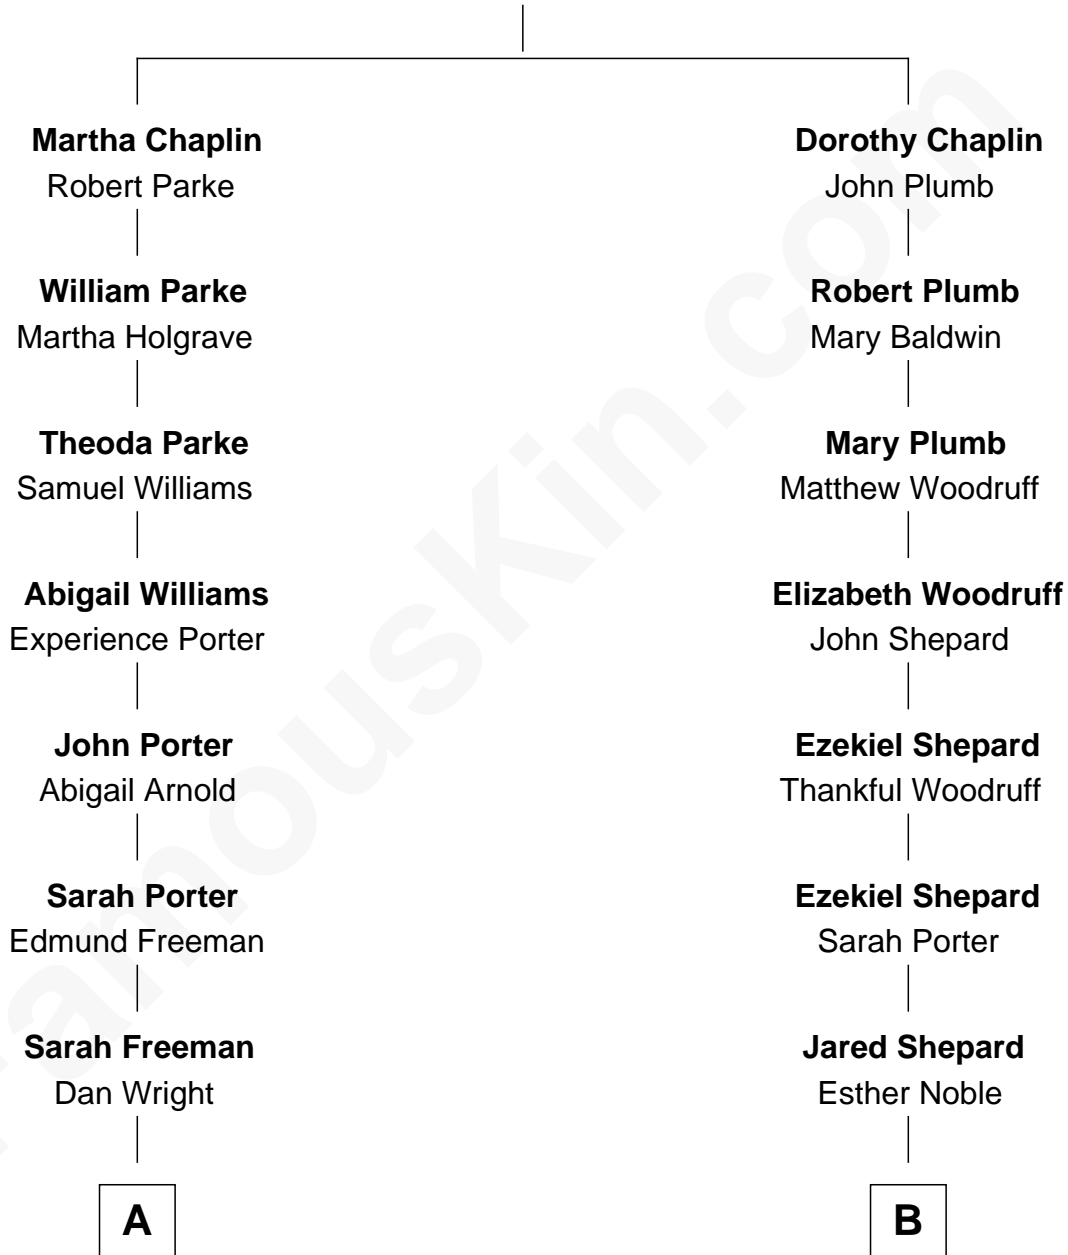 Martha Chaplin
Robert Parke
William Parke
Martha Holgrave
Theoda Parke
Samuel Williams
Abigail Williams
Experience Porter
John Porter
Abigail Arnold
Sarah Porter
Edmund Freeman
Sarah Freeman
Dan Wright
A
Dorothy Chaplin
John Plumb
Robert Plumb
Mary Baldwin
Mary Plumb
Matthew Woodruff
Elizabeth Woodruff
John Shepard
Ezekiel Shepard
Thankful Woodruff
Ezekiel Shepard
Sarah Porter
Jared Shepard
Esther Noble
B
FamousKin.com